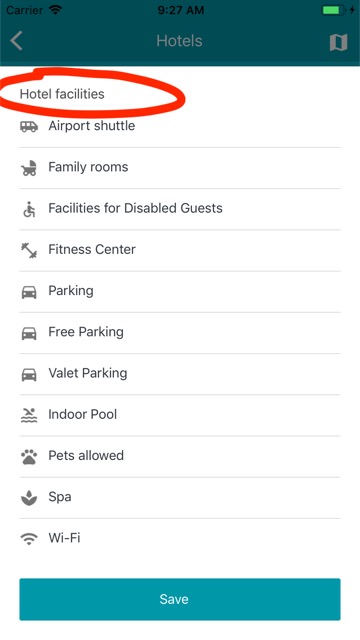 Carrier 9:27 AM
Hotels
Hotel facilities
Airport shuttle
Family rooms
Facilities for Disabled Guests
Fitness Center
Parking
Free Parking
Valet Parking
Indoor Pool
Pets allowed
Spa
Wi-Fi
Save